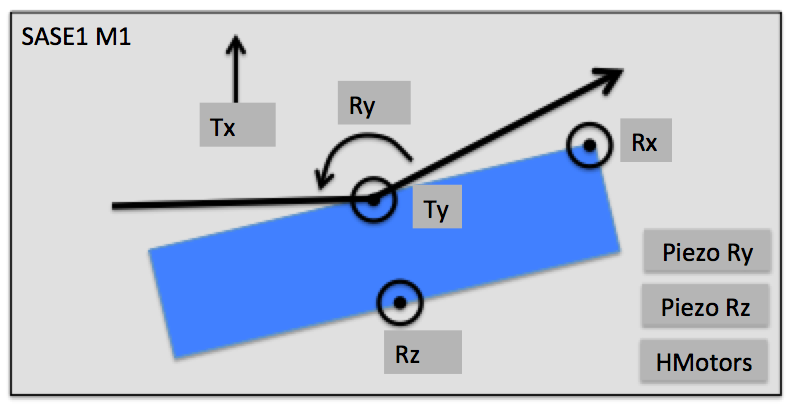 SASE1 M1
Tx
Ry
Rx
Ty
Rz
Piezo Ry
Piezo Rz
HMotors